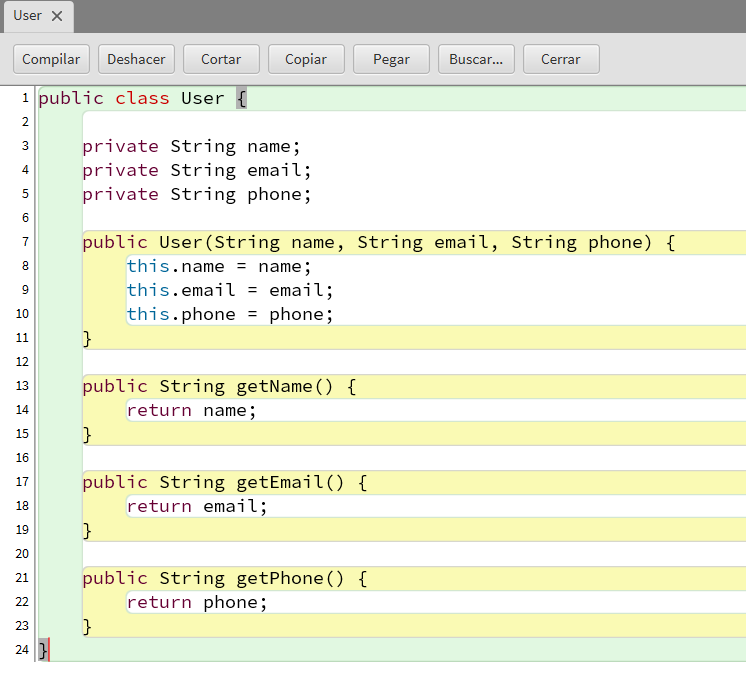 User ✕
Compilar Deshacer Cortar Copiar Pegar Buscar... Cerrar
1 public class User {
2
3 private String name;
4 private String email;
5 private String phone;
6
7 public User(String name, String email, String phone) {
8 this.name = name;
9 this.email = email;
10 this.phone = phone;
11 }
12
13 public String getName() {
14 return name;
15 }
16
17 public String getEmail() {
18 return email;
19 }
20
21 public String getPhone() {
22 return phone;
23 }
24 }